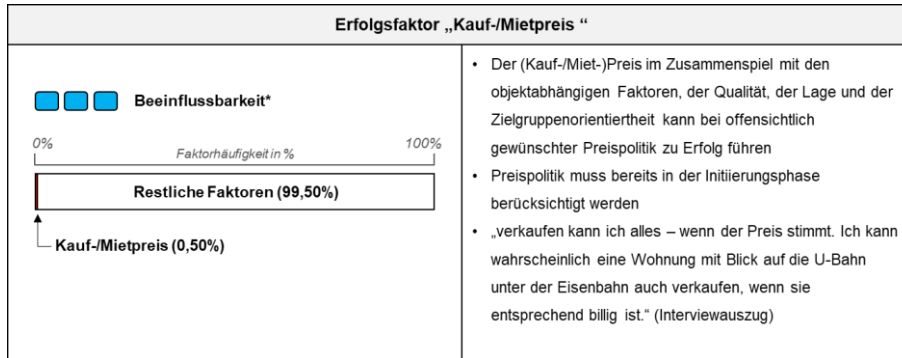 Erfolgsfaktor „Kauf-/Mietpreis “
Beeinflussbarkeit*
0%
100%
Faktorhäufigkeit in %
Restliche Faktoren (99,50%)
Kauf-/Mietpreis (0,50%)
• Der (Kauf-/Miet-)Preis im Zusammenspiel mit den
objektabhängigen Faktoren, der Qualität, der Lage und der
Zielgruppenorientiertheit kann bei offensichtlich
gewünschter Preispolitik zu Erfolg führen
• Preispolitik muss bereits in der Initiierungsphase
berücksichtigt werden
• „verkaufen kann ich alles – wenn der Preis stimmt. Ich kann
wahrscheinlich eine Wohnung mit Blick auf die U-Bahn
unter der Eisenbahn auch verkaufen, wenn sie
entsprechend billig ist.“ (Interviewauszug)